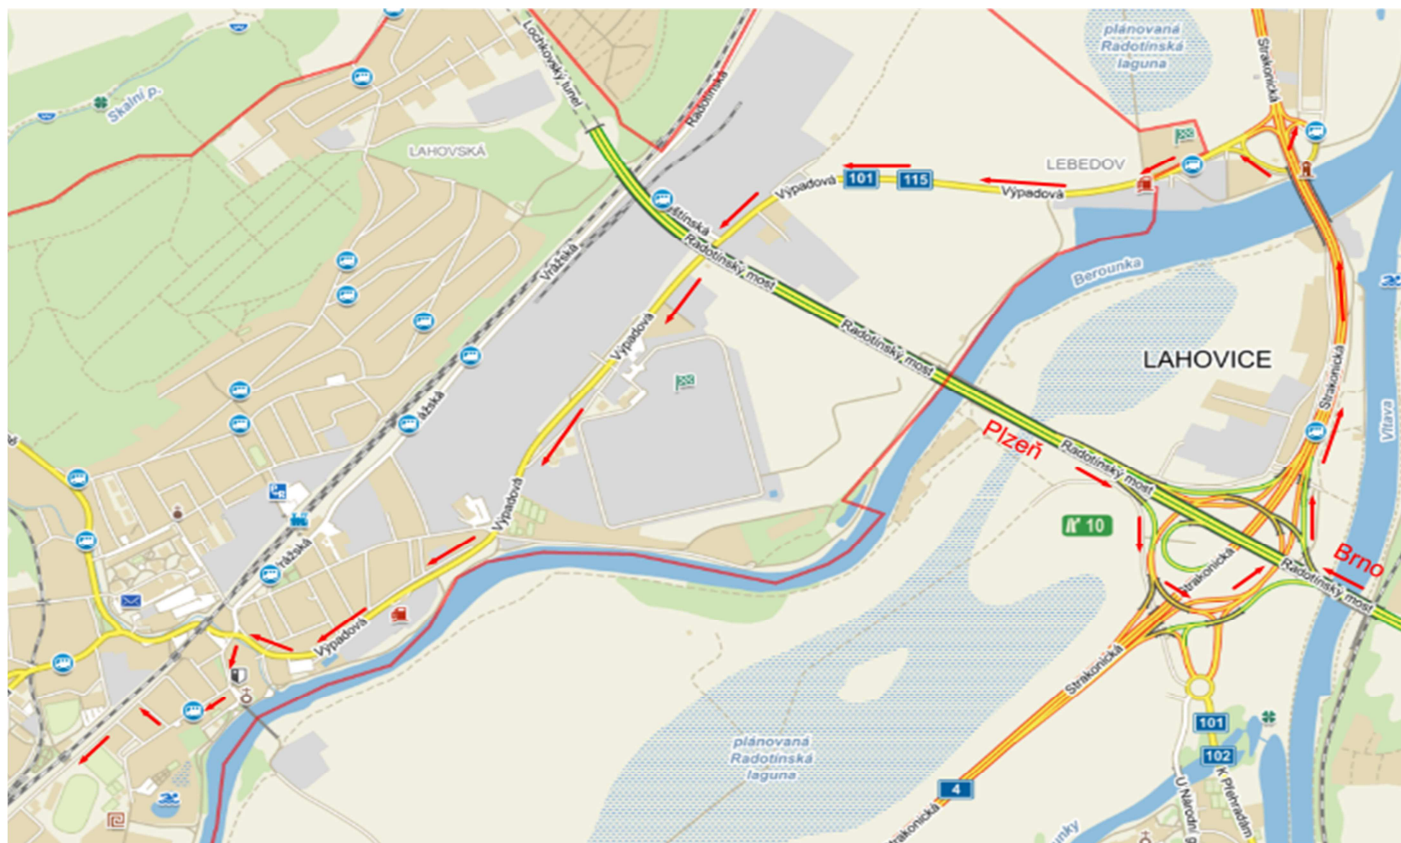 Lochkovský tunel
Radotínská
plánovaná
Radotínská
laguna
Strakonická
Skalní p.
LAHOVSKÁ
LEBEDOV
101
115
Výpadová
Výpadová
Vrážská
Radotínský most
Berounka
Radotínský most
LAHOVICE
Výpadová
Strakonická
Vltava
Plzeň
Radotínský most
Výpadová
10
Brno
Strakonická
Radotínský most
Výpadová
Strakonická
101
102
plánovaná
Radotínská
laguna
4
K Přehradám